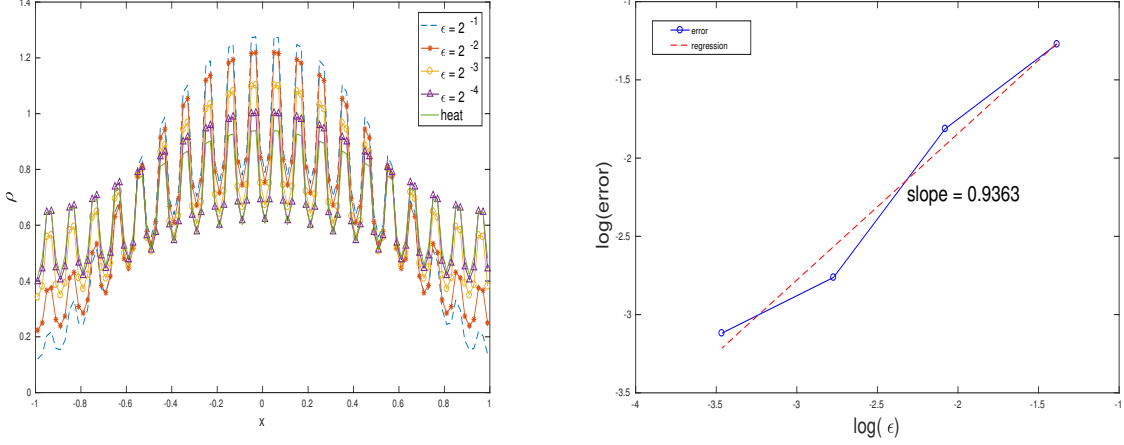 1.4
1.2
1
0.8
0.6
0.4
0.2
0
ρ
-1
-0.8
-0.6
-0.4
-0.2
0
0.2
0.4
0.6
0.8
1
x
ϵ = 2 -1
ϵ = 2 -2
ϵ = 2 -3
ϵ = 2 -4
heat
-1
-1.5
-2
-2.5
-3
-3.5
log(error)
-4
-3.5
-3
-2.5
-2
-1.5
-1
log( ϵ)
error
regression
slope = 0.9363